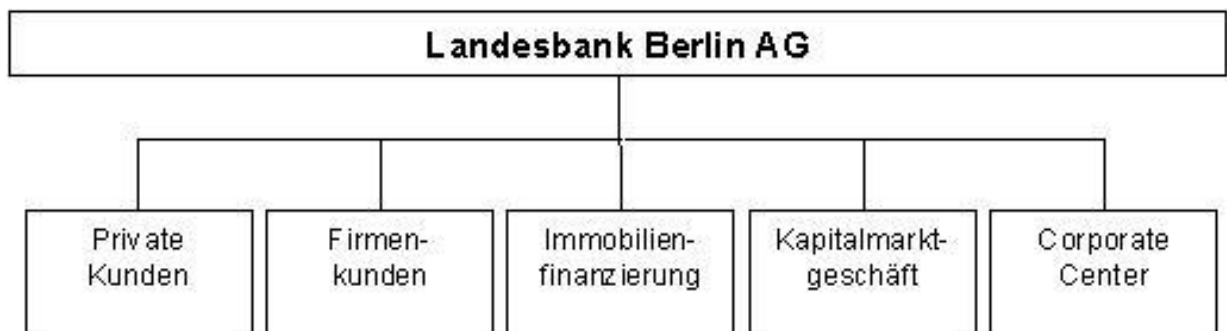 Landesbank Berlin AG
Private
Kunden
Firmen-
kunden
Immobilien-
finanzierung
Kapitalmarkt-
geschäft
Corporate
Center